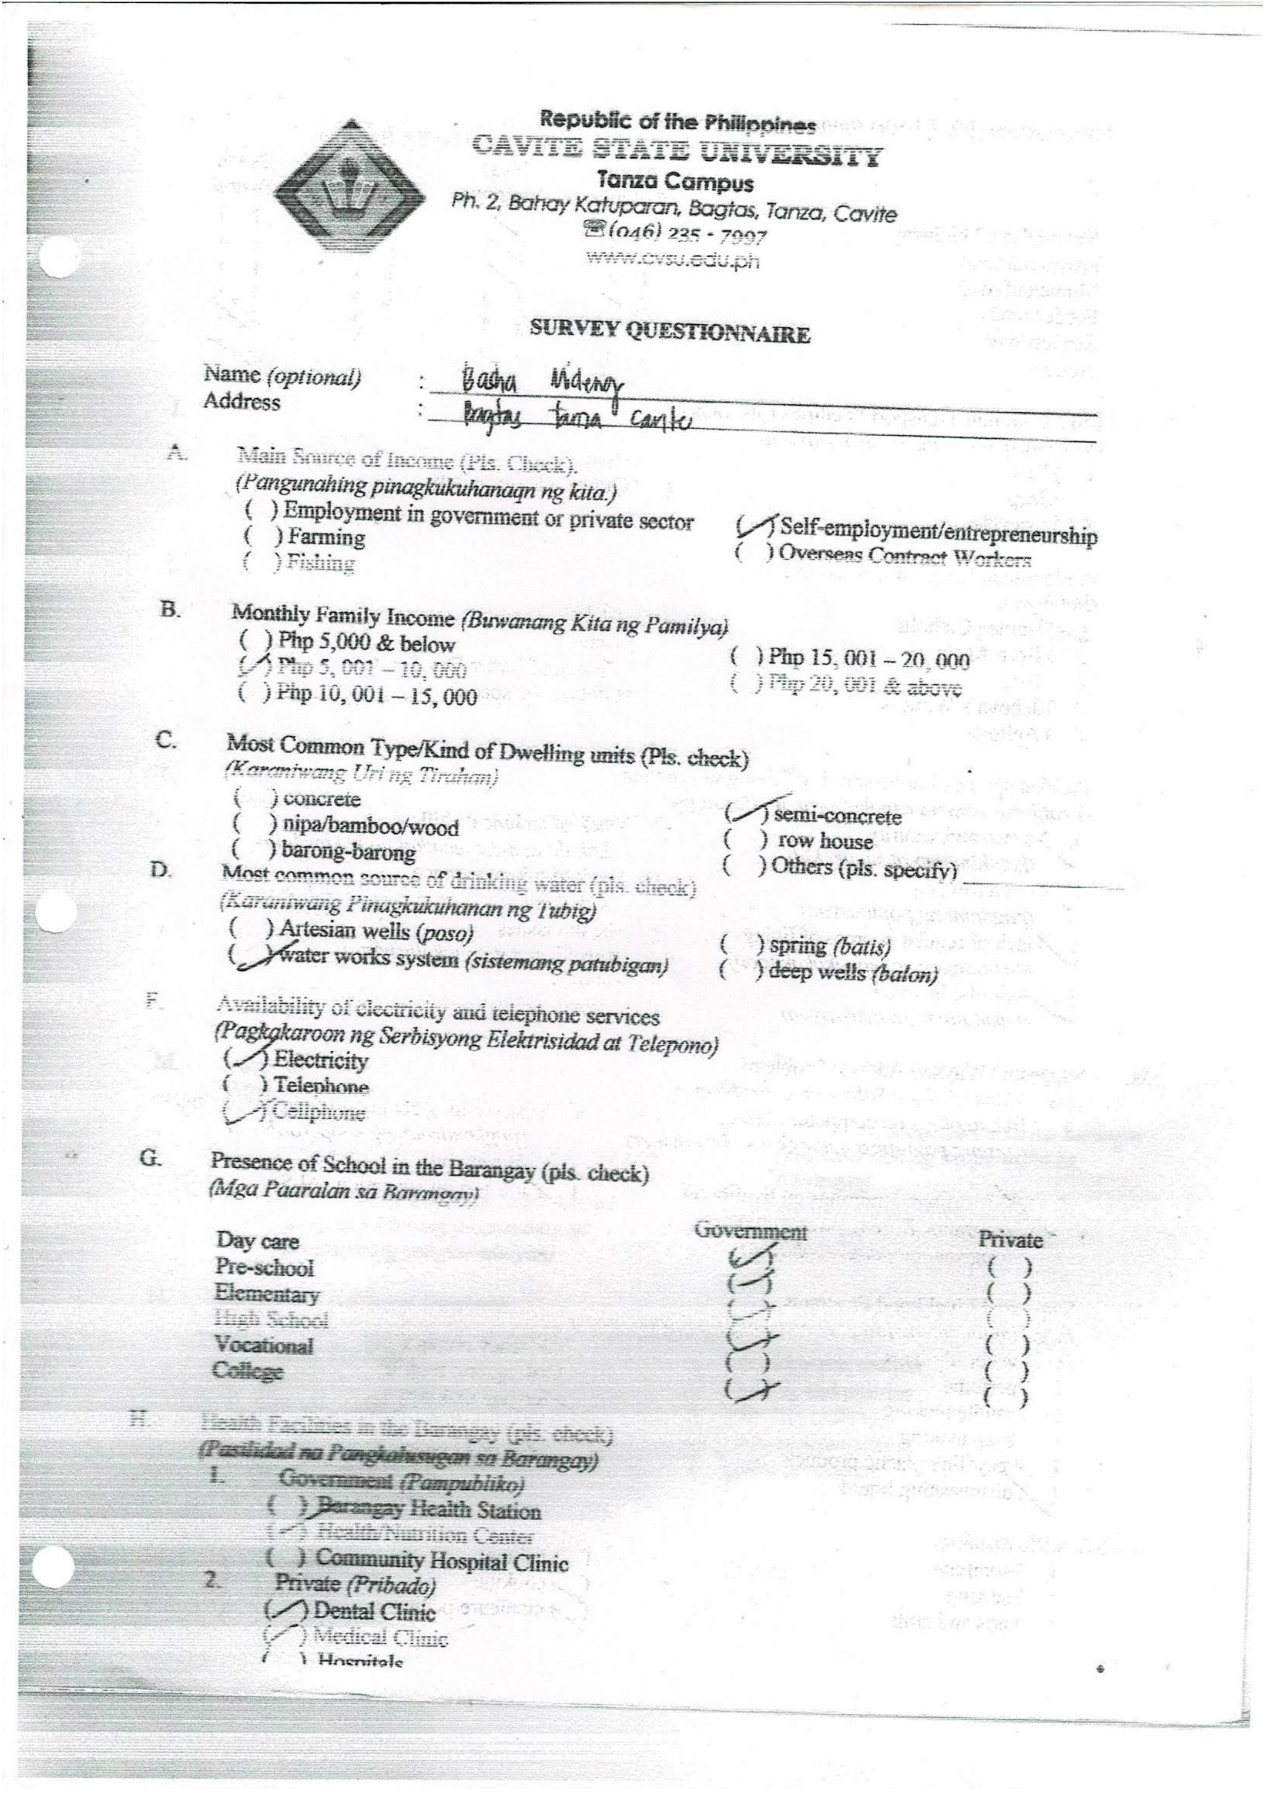 Republic of the Philippines
CAVITE STATE UNIVERSITY
Tanza Campus
Ph. 2, Bahay Katuparan, Bagtas, Tanza, Cavite
☏(046) 235 - 7997
www.cvsu.edu.ph
SURVEY QUESTIONNAIRE
Name (optional) : Basha
Address : Bagtas tanza cavite
A. Main Source of Income (Pls. Check).
(Pangunahing pinagkukuhanaqn ng kita.)
( ) Employment in government or private sector (✓) Self-employment/entrepreneurship
( ) Farming ( ) Overseas Contract Workers
( ) Fishing
B. Monthly Family Income (Buwanang Kita ng Pamilya)
( ) Php 5,000 & below ( ) Php 15, 001 – 20, 000
(✓) Php 5, 001 – 10, 000 ( ) Php 20, 001 & above
( ) Php 10, 001 – 15, 000
C. Most Common Type/Kind of Dwelling units (Pls. check)
(Karaniwang Uri ng Tirahan)
( ) concrete (✓) semi-concrete
( ) nipa/bamboo/wood ( ) row house
( ) barong-barong ( ) Others (pls. specify)
D. Most common source of drinking water (pls. check)
(Karaniwang Pinagkukuhanan ng Tubig)
( ) Artesian wells (poso) ( ) spring (batis)
(✓) water works system (sistemang patubigan) ( ) deep wells (balon)
F. Availability of electricity and telephone services
(Pagkakaroon ng Serbisyong Elektrisidad at Telepono)
(✓) Electricity
( ) Telephone
(✓) Cellphone
G. Presence of School in the Barangay (pls. check)
(Mga Paaralan sa Barangay)
Government Private
Day care (✓) ( )
Pre-school (✓) ( )
Elementary (✓) ( )
High School (✓) ( )
Vocational ( ) ( )
College (✓) ( )
H. Health Facilities in the Barangay (pls. check)
(Pasilidad na Pangkalusugan sa Barangay)
1. Government (Pampubliko)
( ) Barangay Health Station
(✓) Health/Nutrition Center
( ) Community Hospital Clinic
2. Private (Pribado)
(✓) Dental Clinic
(✓) Medical Clinic
( ) Hospitals